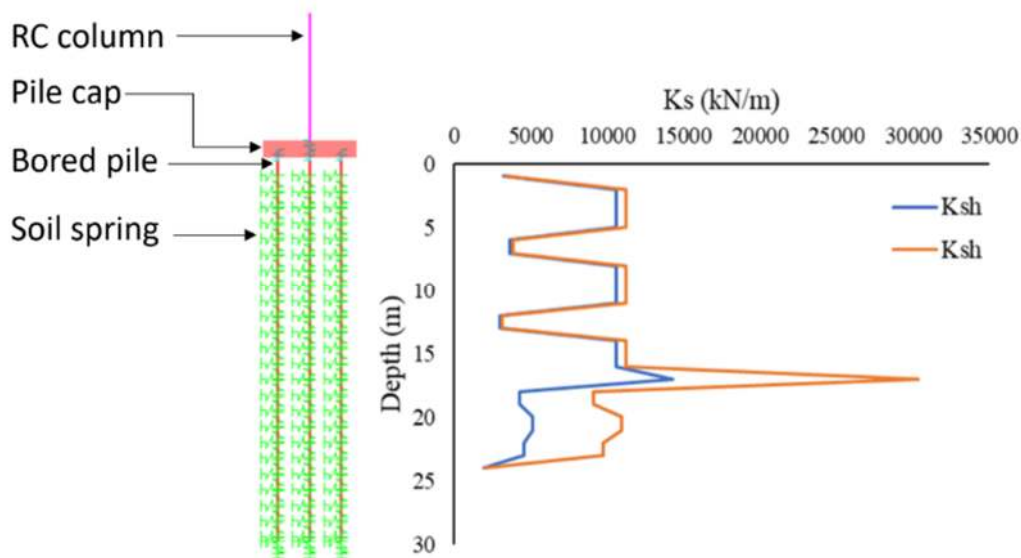 RC column
Pile cap
Bored pile
Soil spring
Ks (kN/m)
0 5000 10000 15000 20000 25000 30000 35000
0
5
10
15
20
25
30
Depth (m)
Ksh
Ksh